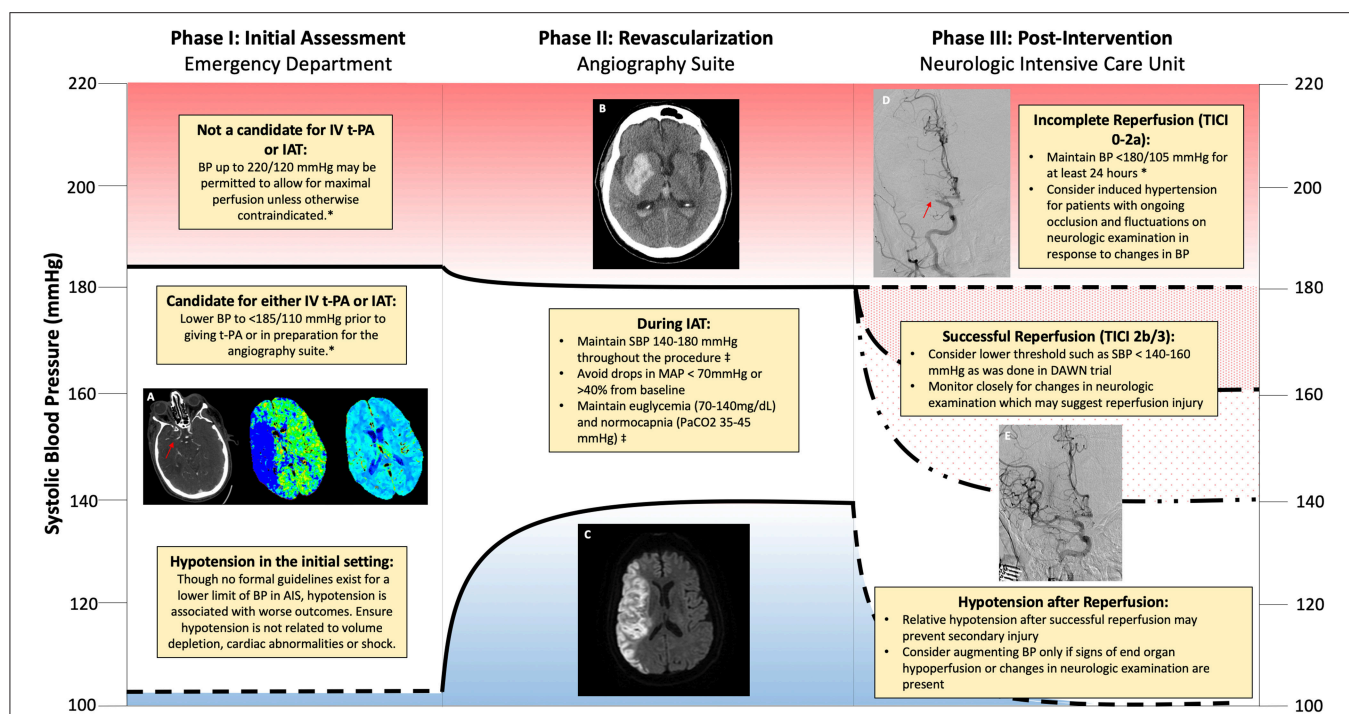 Phase I: Initial Assessment
Emergency Department
Phase II: Revascularization
Angiography Suite
Phase III: Post-Intervention
Neurologic Intensive Care Unit
Systolic Blood Pressure (mmHg)
220
200
180
160
140
120
100
Not a candidate for IV t-PA
or IAT:
BP up to 220/120 mmHg may be
permitted to allow for maximal
perfusion unless otherwise
contraindicated.*
Candidate for either IV t-PA or IAT:
Lower BP to <185/110 mmHg prior to
giving t-PA or in preparation for the
angiography suite.*
A
Hypotension in the initial setting:
Though no formal guidelines exist for a
lower limit of BP in AIS, hypotension is
associated with worse outcomes. Ensure
hypotension is not related to volume
depletion, cardiac abnormalities or shock.
B
During IAT:
• Maintain SBP 140-180 mmHg
throughout the procedure ‡
• Avoid drops in MAP < 70mmHg or
>40% from baseline
• Maintain euglycemia (70-140mg/dL)
and normocapnia (PaCO2 35-45
mmHg) ‡
C
D
Incomplete Reperfusion (TICI
0-2a):
• Maintain BP <180/105 mmHg for
at least 24 hours *
• Consider induced hypertension
for patients with ongoing
occlusion and fluctuations on
neurologic examination in
response to changes in BP
Successful Reperfusion (TICI 2b/3):
• Consider lower threshold such as SBP < 140-160
mmHg as was done in DAWN trial
• Monitor closely for changes in neurologic
examination which may suggest reperfusion injury
E
Hypotension after Reperfusion:
• Relative hypotension after successful reperfusion may
prevent secondary injury
• Consider augmenting BP only if signs of end organ
hypoperfusion or changes in neurologic examination are
present
220
200
180
160
140
120
100